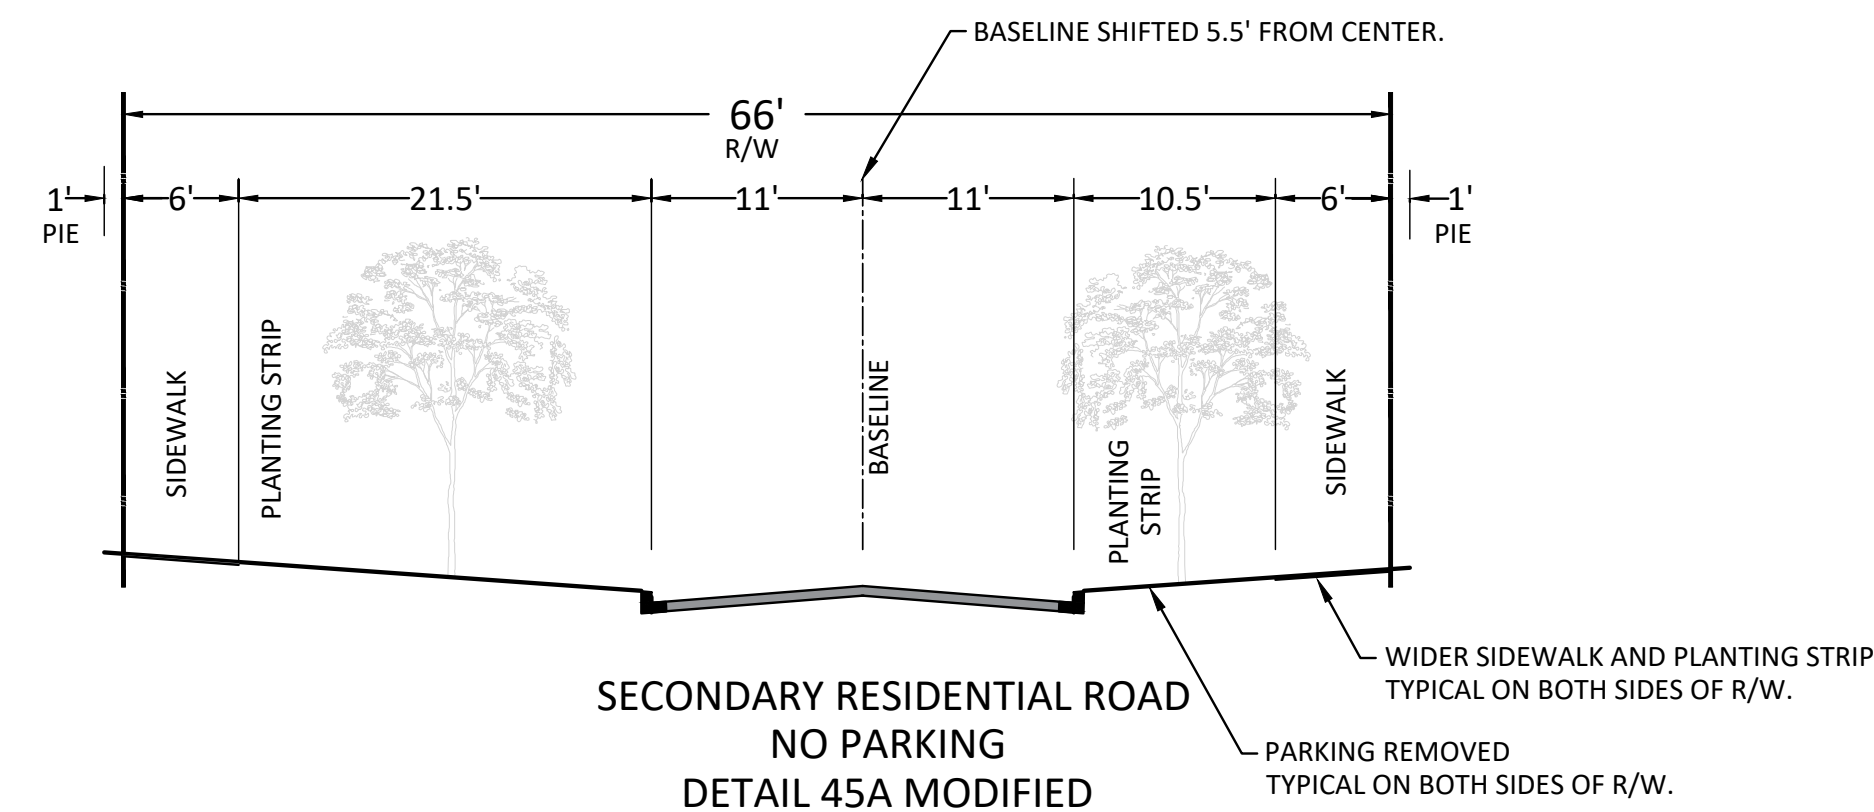 BASELINE SHIFTED 5.5' FROM CENTER.
66'
R/W
1'
PIE
6'
21.5'
11'
11'
10.5'
6'
1'
PIE
SIDEWALK
PLANTING STRIP
BASELINE
PLANTING
STRIP
SIDEWALK
WIDER SIDEWALK AND PLANTING STRIP
TYPICAL ON BOTH SIDES OF R/W.
PARKING REMOVED
TYPICAL ON BOTH SIDES OF R/W.
SECONDARY RESIDENTIAL ROAD
NO PARKING
DETAIL 45A MODIFIED